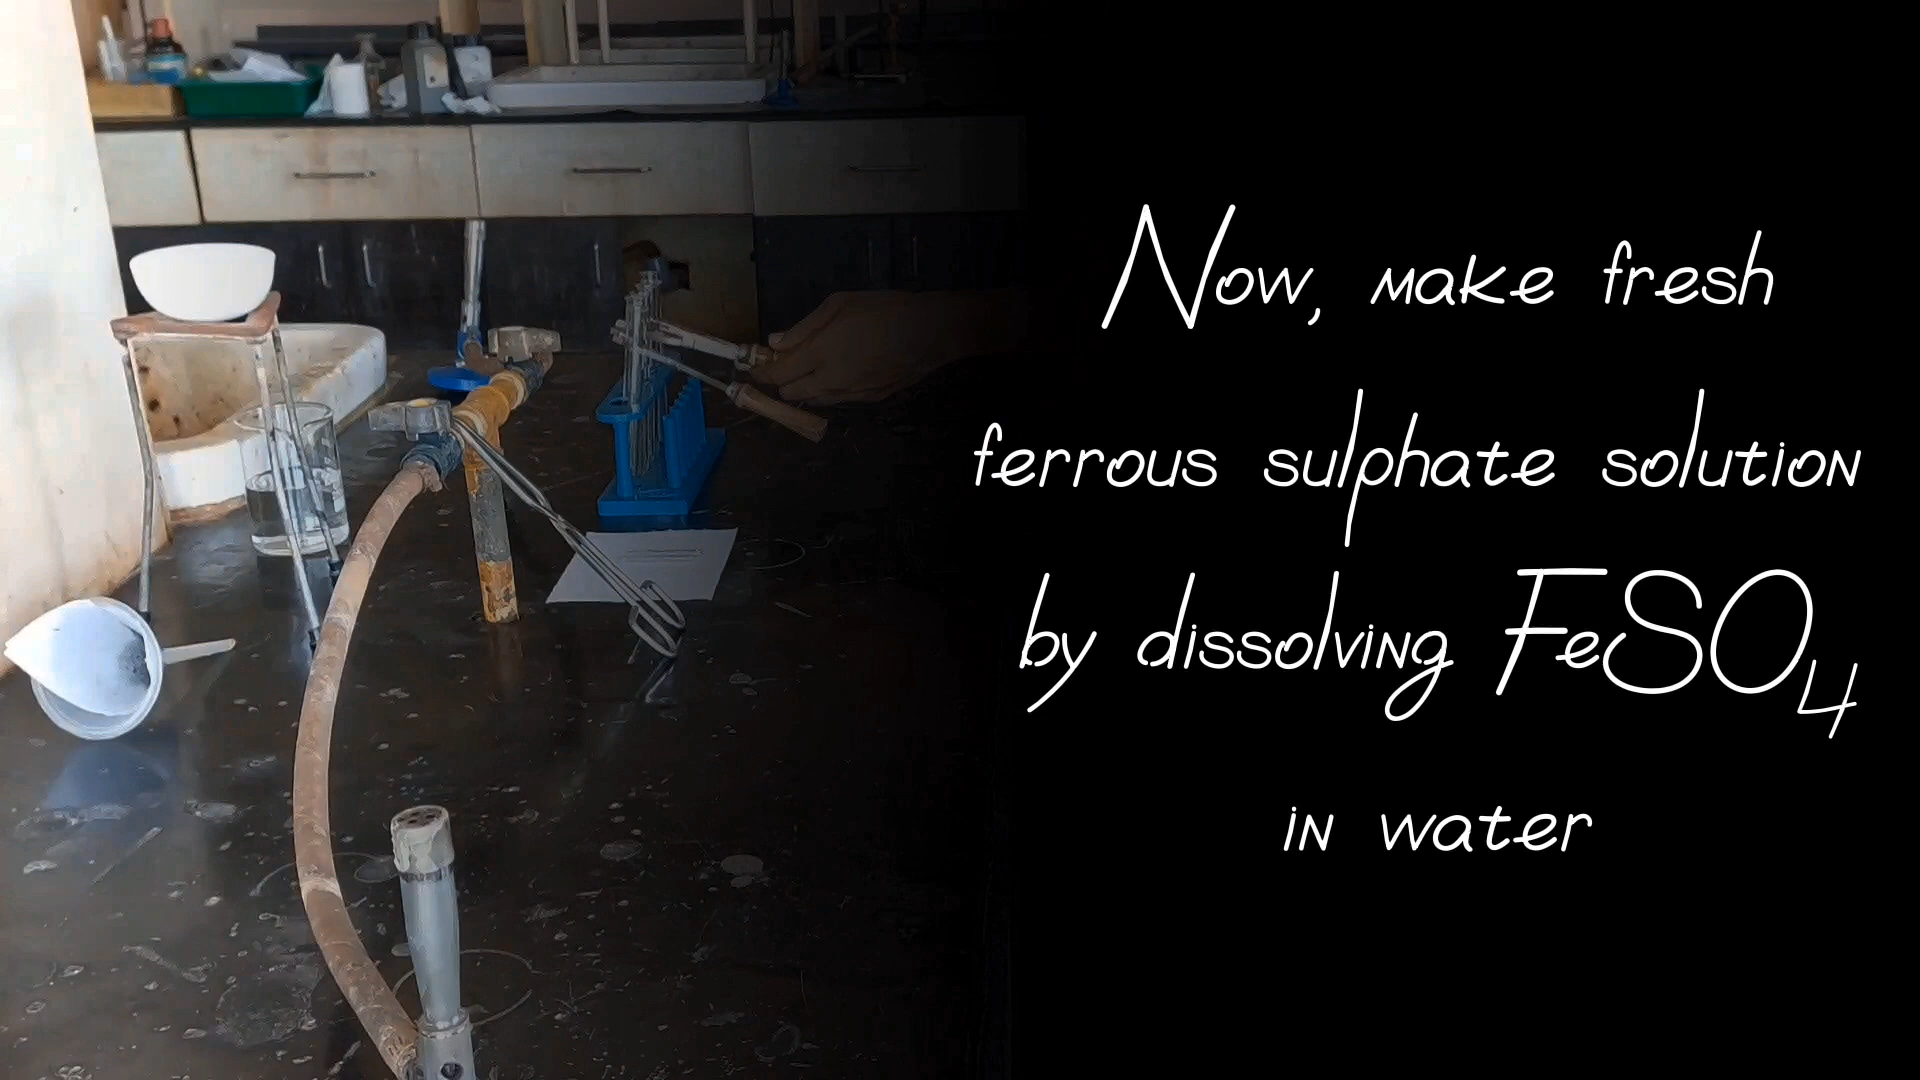 Now, make fresh
ferrous sulphate solution
by dissolving FeSO₄
in water